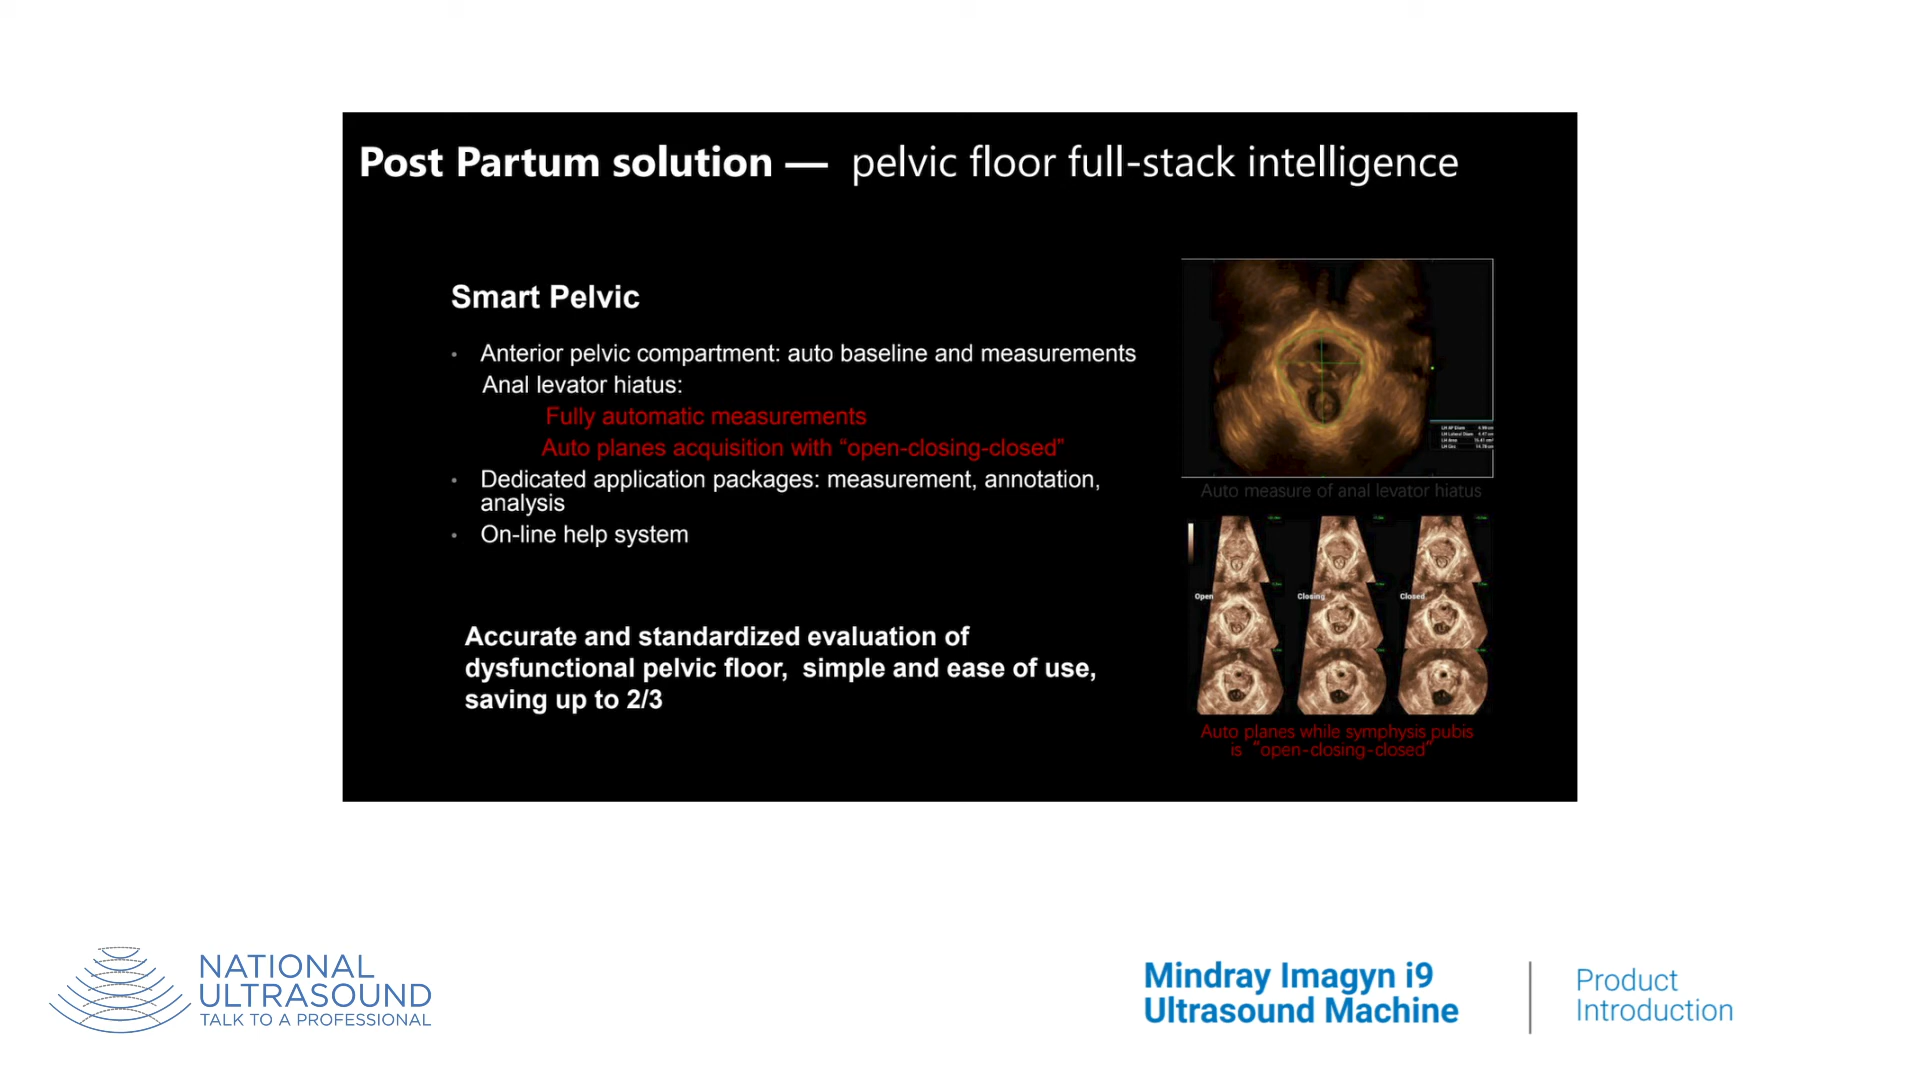 Post Partum solution — pelvic floor full-stack intelligence
Smart Pelvic
• Anterior pelvic compartment: auto baseline and measurements
Anal levator hiatus:
Fully automatic measurements
Auto planes acquisition with “open-closing-closed”
• Dedicated application packages: measurement, annotation,
analysis
• On-line help system
Accurate and standardized evaluation of
dysfunctional pelvic floor, simple and ease of use,
saving up to 2/3
Auto measure of anal levator hiatus
Open
Closing
Closed
Auto planes while symphysis pubis
is “open-closing-closed”
NATIONAL
ULTRASOUND
TALK TO A PROFESSIONAL
Mindray Imagyn i9
Ultrasound Machine
Product
Introduction